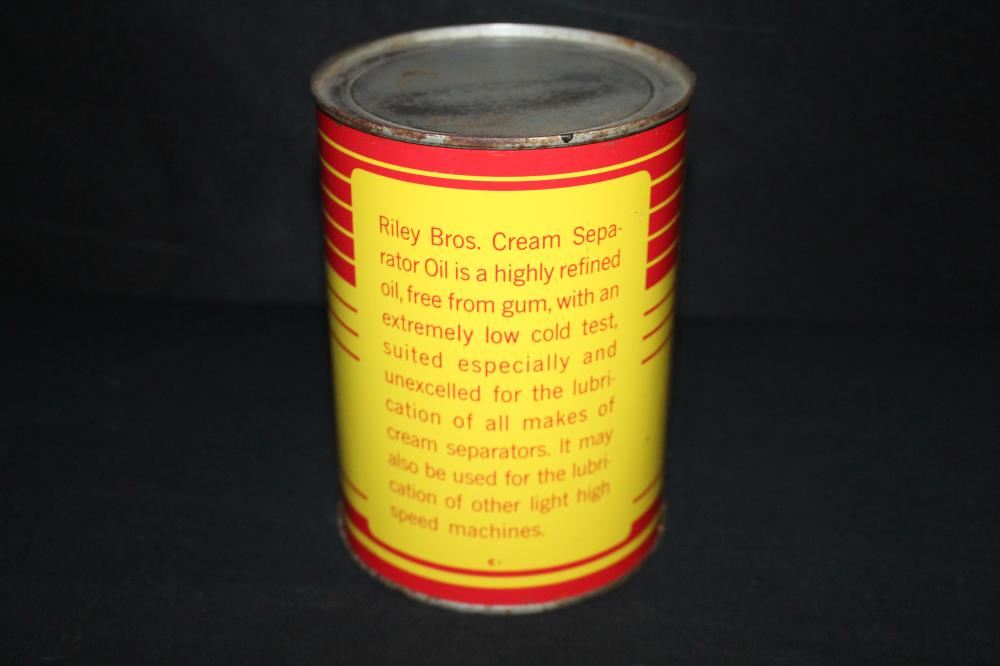 Riley Bros. Cream Sepa-
rator Oil is a highly refined
oil, free from gum, with an
extremely low cold test,
suited especially and
unexcelled for the lubri-
cation of all makes of
cream separators. It may
also be used for the lubri-
cation of other light high
speed machines.